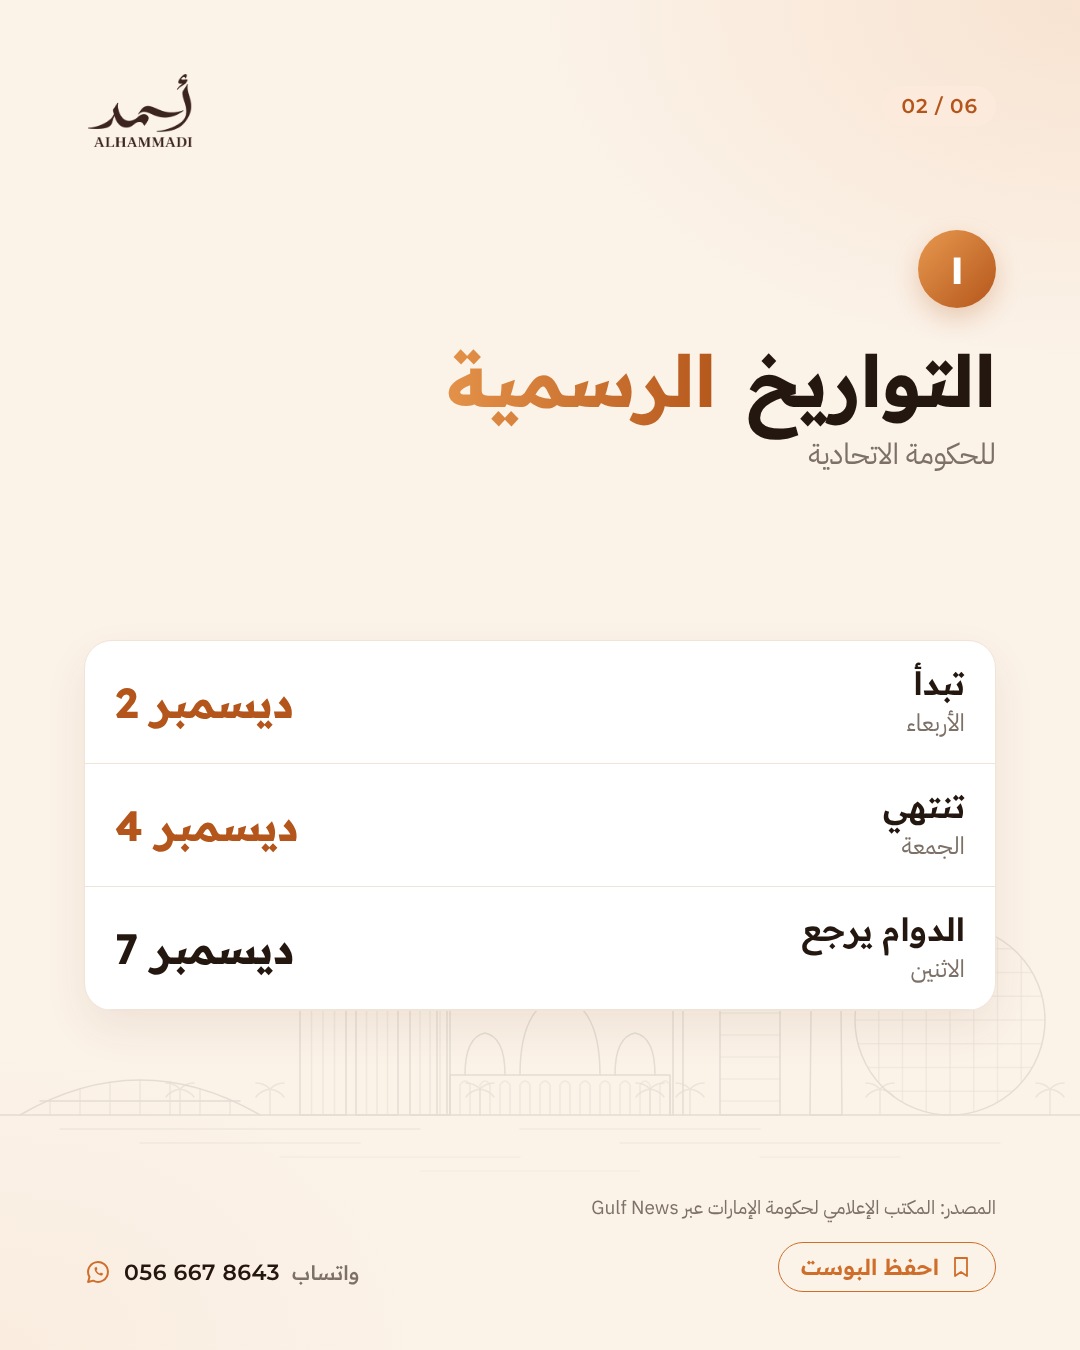 أحمد
ALHAMMADI
02 / 06
١
التواريخ الرسمية
للحكومة الاتحادية
تبدأ
الأربعاء
2 ديسمبر
تنتهي
الجمعة
4 ديسمبر
الدوام يرجع
الاثنين
7 ديسمبر
المصدر: المكتب الإعلامي لحكومة الإمارات عبر Gulf News
احفظ البوست
واتساب 056 667 8643